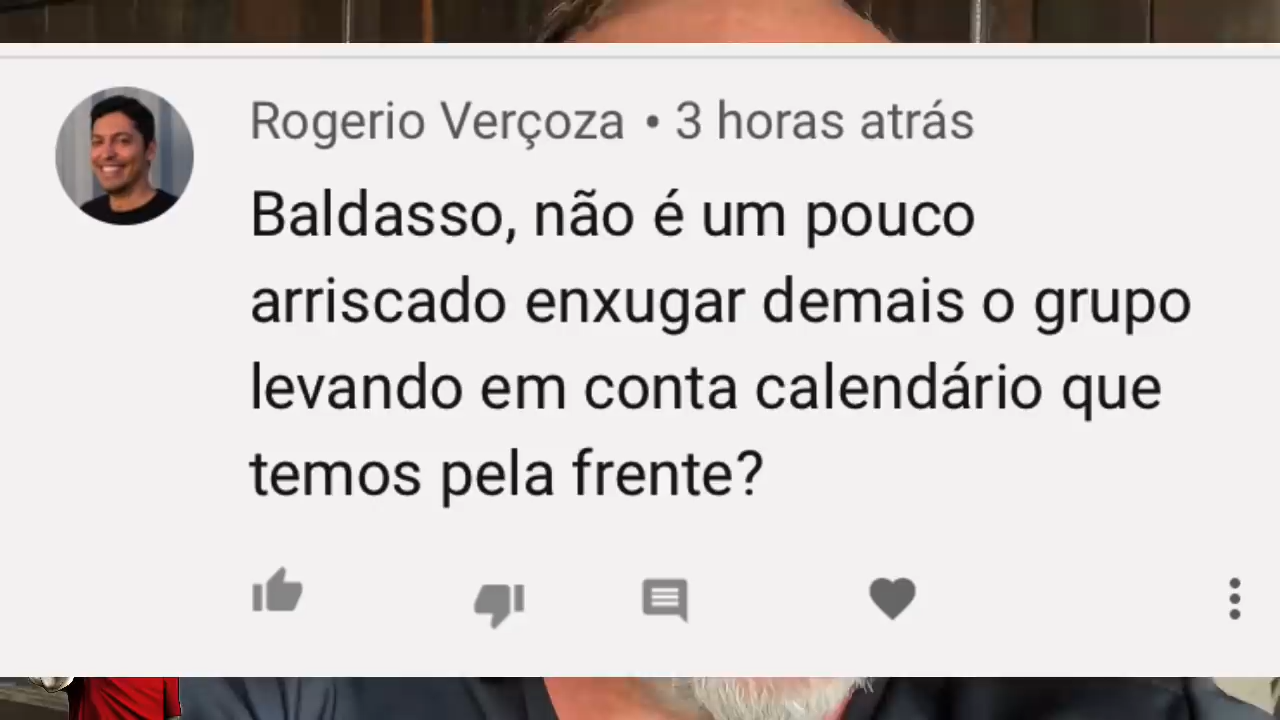 Rogerio Verçoza • 3 horas atrás
Baldasso, não é um pouco
arriscado enxugar demais o grupo
levando em conta calendário que
temos pela frente?